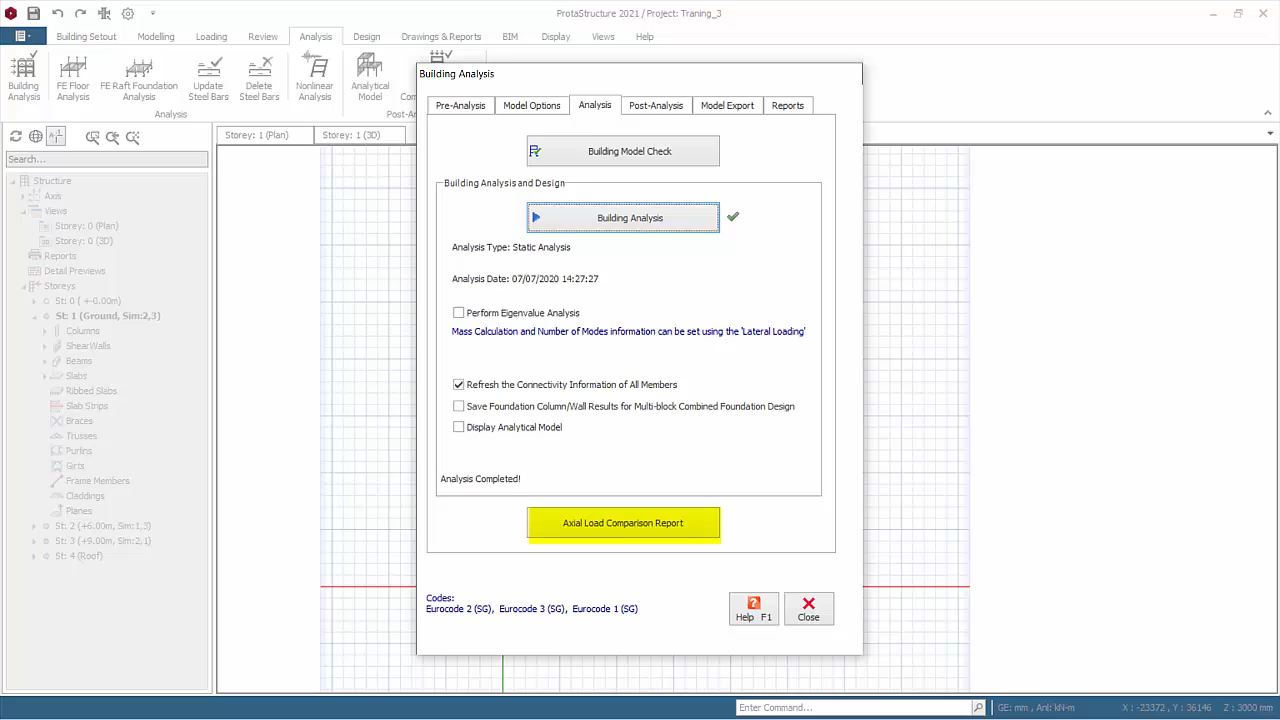 ProtaStructure 2021 / Project: Traning_3
Building Setout Modelling Loading Review Analysis Design Drawings & Reports BIM Display Views Help
Building Analysis
FE Floor Analysis
FE Raft Foundation Analysis
Update Steel Bars
Delete Steel Bars
Nonlinear Analysis
Analytical Model
Analysis
Storey: 1 (Plan)
Storey: 1 (3D)
Search...
Structure
Axis
Views
Storey: 0 (Plan)
Storey: 0 (3D)
Reports
Detail Previews
Storeys
St: 0 ( +-0.00m)
St: 1 (Ground, Sim:2,3)
Columns
ShearWalls
Beams
Slabs
Ribbed Slabs
Slab Strips
Braces
Trusses
Purlins
Girts
Frame Members
Claddings
Planes
St: 2 (+6.00m, Sim:1,3)
St: 3 (+9.00m, Sim:2,1)
St: 4 (Roof)
Building Analysis
Pre-Analysis Model Options Analysis Post-Analysis Model Export Reports
Building Model Check
Building Analysis and Design
Building Analysis
Analysis Type: Static Analysis
Analysis Date: 07/07/2020 14:27:27
Perform Eigenvalue Analysis
Mass Calculation and Number of Modes information can be set using the 'Lateral Loading'
Refresh the Connectivity Information of All Members
Save Foundation Column/Wall Results for Multi-block Combined Foundation Design
Display Analytical Model
Analysis Completed!
Axial Load Comparison Report
Codes:
Eurocode 2 (SG), Eurocode 3 (SG), Eurocode 1 (SG)
Help F1
Close
Enter Command...
GE: mm, Anl: kN-m
X : -23372, Y : 36146
Z : 3000 mm